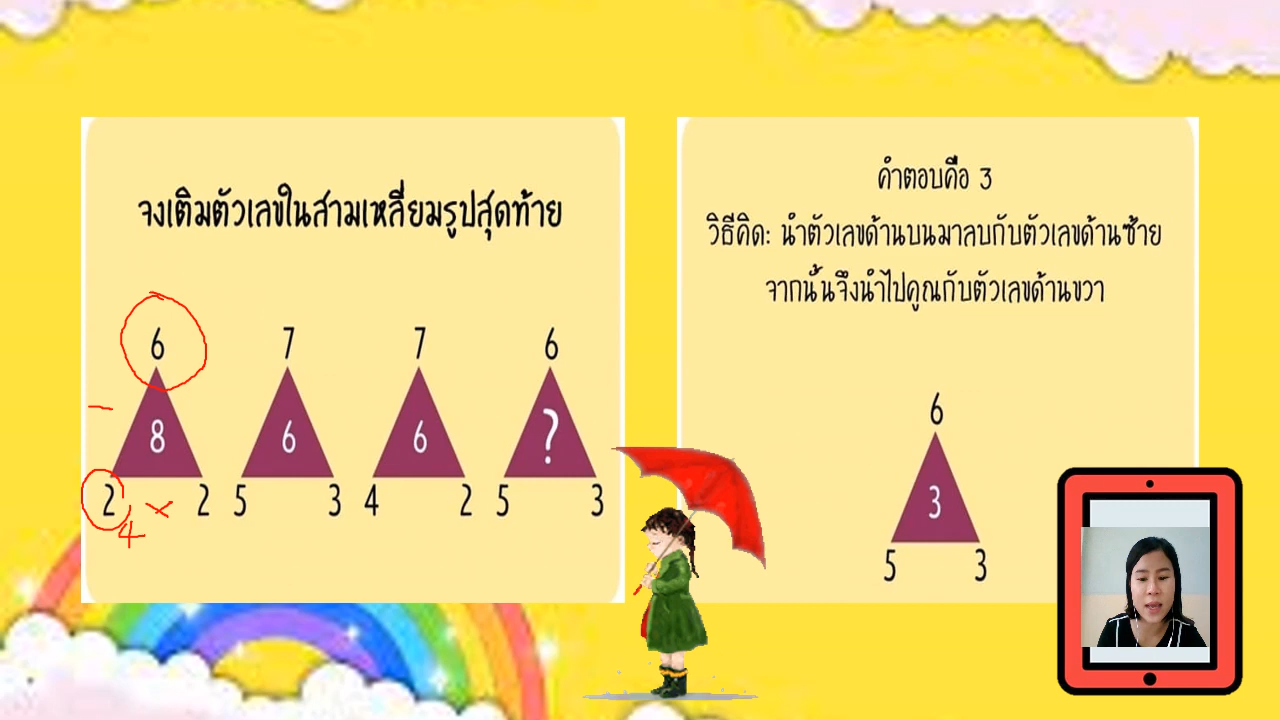 จงเติมตัวเลขในสามเหลี่ยมรูปสุดท้าย
6 7 7 6
8 6 6 ?
2 2 5 3 4 2 5 3
− 4 ×
คำตอบคือ 3
วิธีคิด: นำตัวเลขด้านบนมาลบกับตัวเลขด้านซ้าย
จากนั้นจึงนำไปคูณกับตัวเลขด้านขวา
6
3
5 3